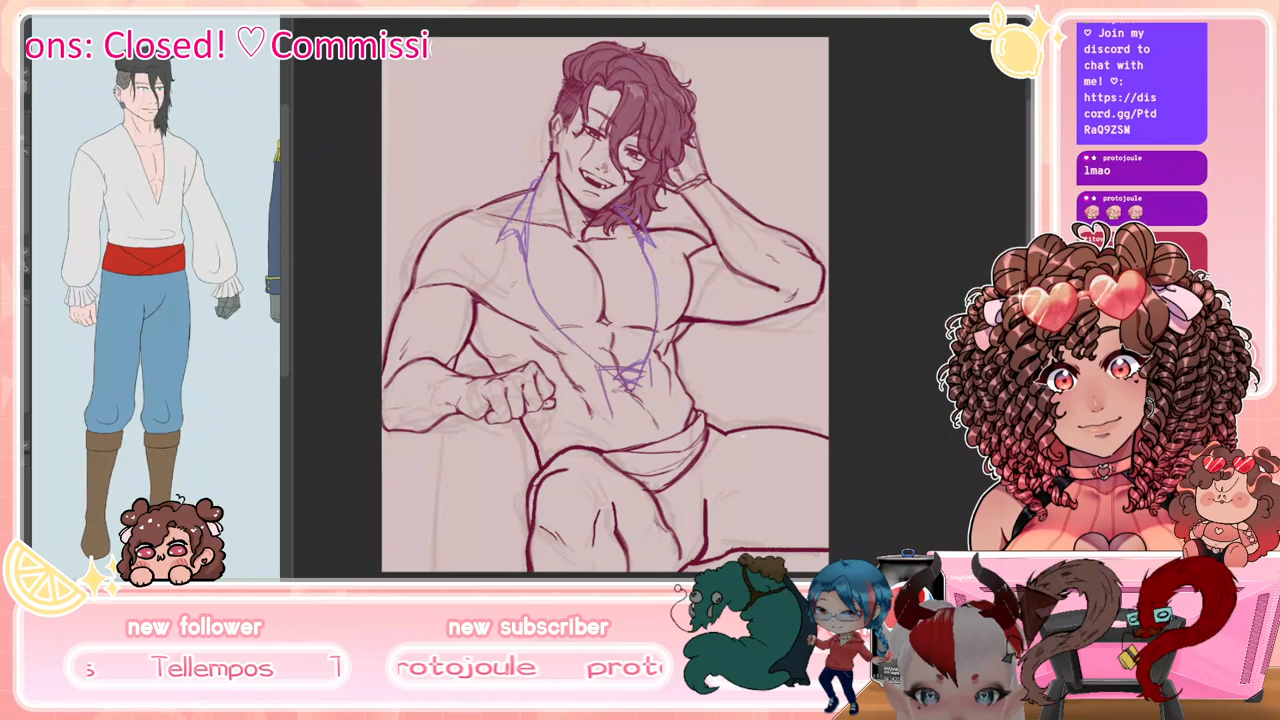 ons: Closed! ♡Commissi
♡ Join my
discord to
chat with
me! ♡:
https://dis
cord.gg/Ptd
RaQ9ZSM
protojoule
lmao
protojoule
new follower
new subscriber
s Tellempos T
rotojoule proto